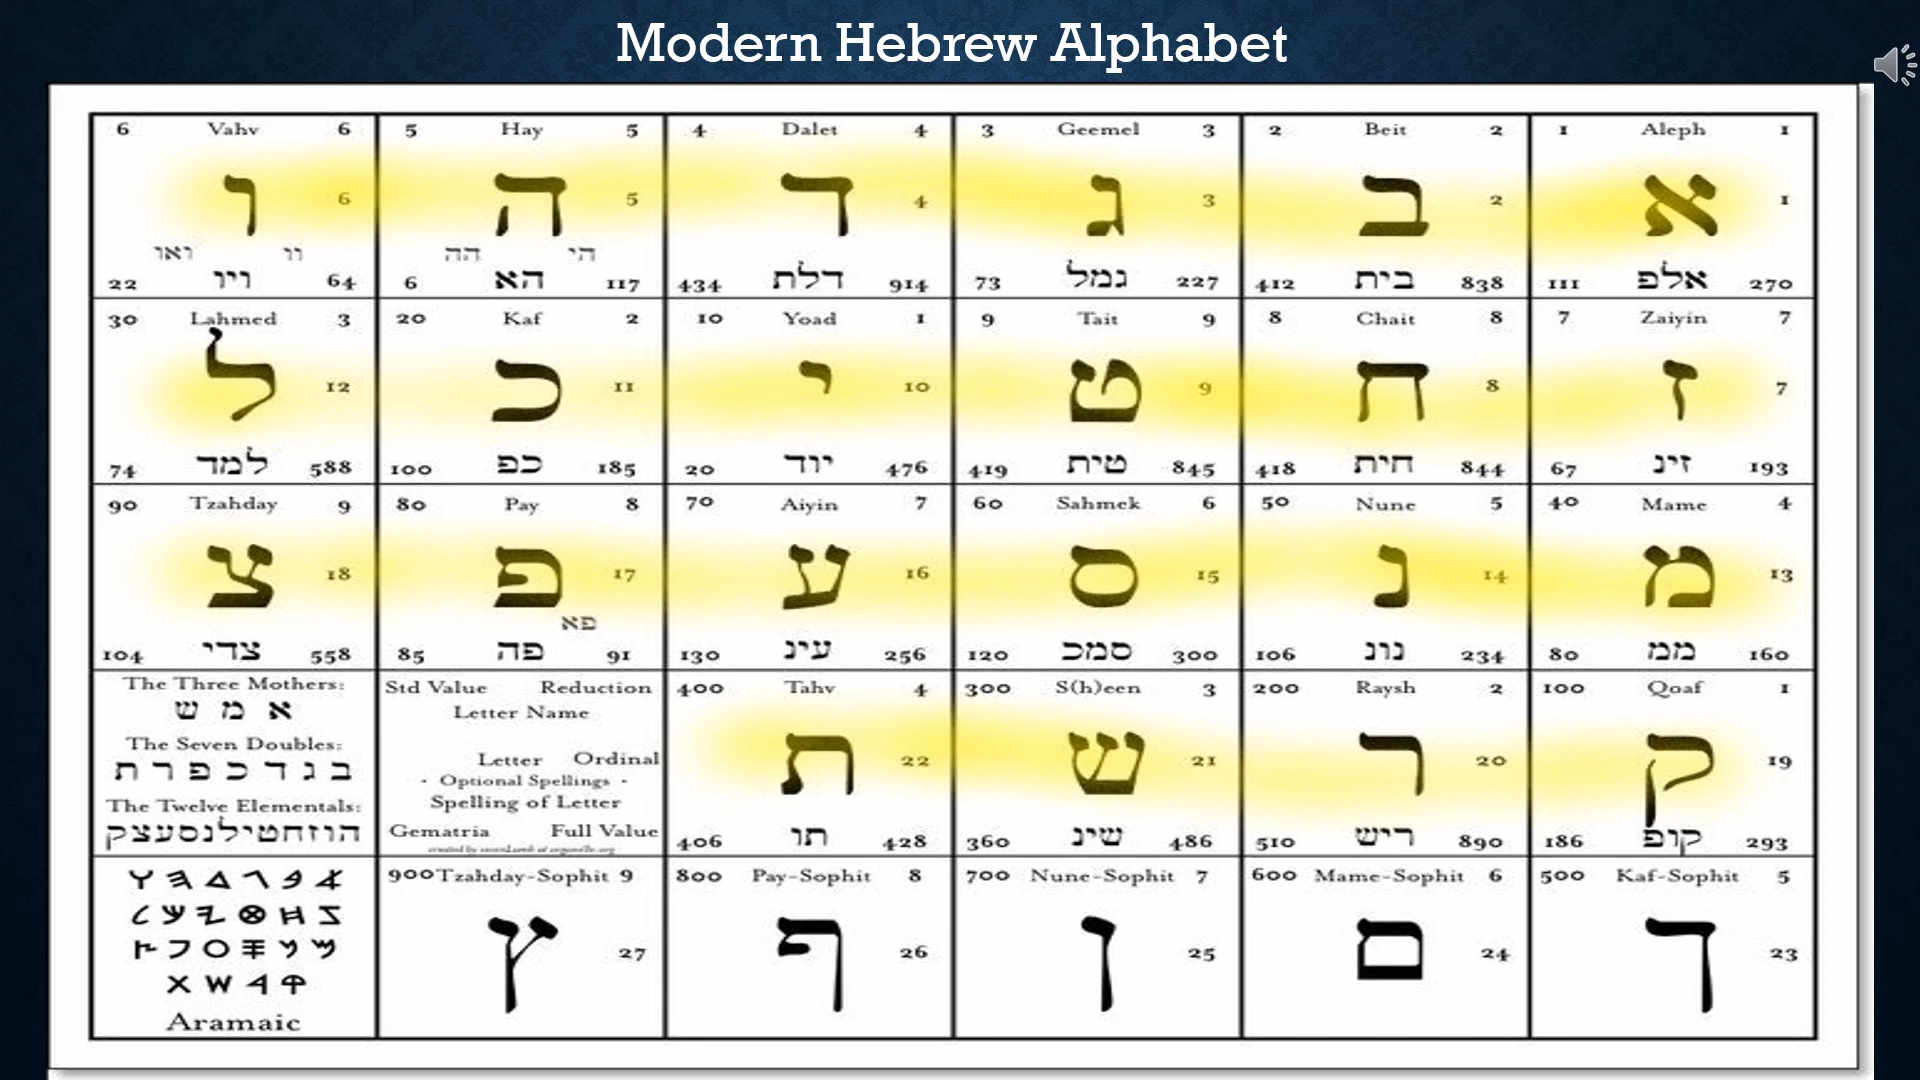 Modern Hebrew Alphabet
1 Aleph 1
א 1
111 אלפ 270
2 Beit 2
ב 2
412 בית 838
3 Geemel 3
ג 3
73 גמל 227
4 Dalet 4
ד 4
434 דלת 914
5 Hay 5
ה 5
הה הי
6 הא 117
6 Vahv 6
ו 6
ואו וו
22 ויו 64
7 Zaiyin 7
ז 7
67 זינ 193
8 Chait 8
ח 8
418 חית 844
9 Tait 9
ט 9
419 טית 845
10 Yoad 1
י 10
20 יוד 476
20 Kaf 2
כ 11
100 כפ 185
30 Lahmed 3
ל 12
74 למד 588
40 Mame 4
מ 13
80 ממ 160
50 Nune 5
נ 14
106 נונ 234
60 Sahmek 6
ס 15
120 סמכ 300
70 Aiyin 7
ע 16
130 עינ 256
80 Pay 8
פ 17
פא
85 פה 91
90 Tzahday 9
צ 18
104 צדי 558
100 Qoaf 1
ק 19
186 קופ 293
200 Raysh 2
ר 20
510 ריש 890
300 S(h)een 3
ש 21
360 שינ 486
400 Tahv 4
ת 22
406 תו 428
Std Value Reduction
Letter Name
Letter Ordinal
- Optional Spellings -
Spelling of Letter
Gematria Full Value
The Three Mothers:
א מ ש
The Seven Doubles:
ב ג ד כ פ ר ת
The Twelve Elementals:
הוזחטילנסעצק
500 Kaf-Sophit 5
ך 23
600 Mame-Sophit 6
ם 24
700 Nune-Sophit 7
ן 25
800 Pay-Sophit 8
ף 26
900 Tzahday-Sophit 9
ץ 27
𐤀 𐤁 𐤂 𐤃 𐤄 𐤅
𐤆 𐤇 𐤈 𐤉 𐤊 𐤋
𐤌 𐤍 𐤎 𐤏 𐤐 𐤑
𐤒 𐤓 𐤔 𐤕
Aramaic